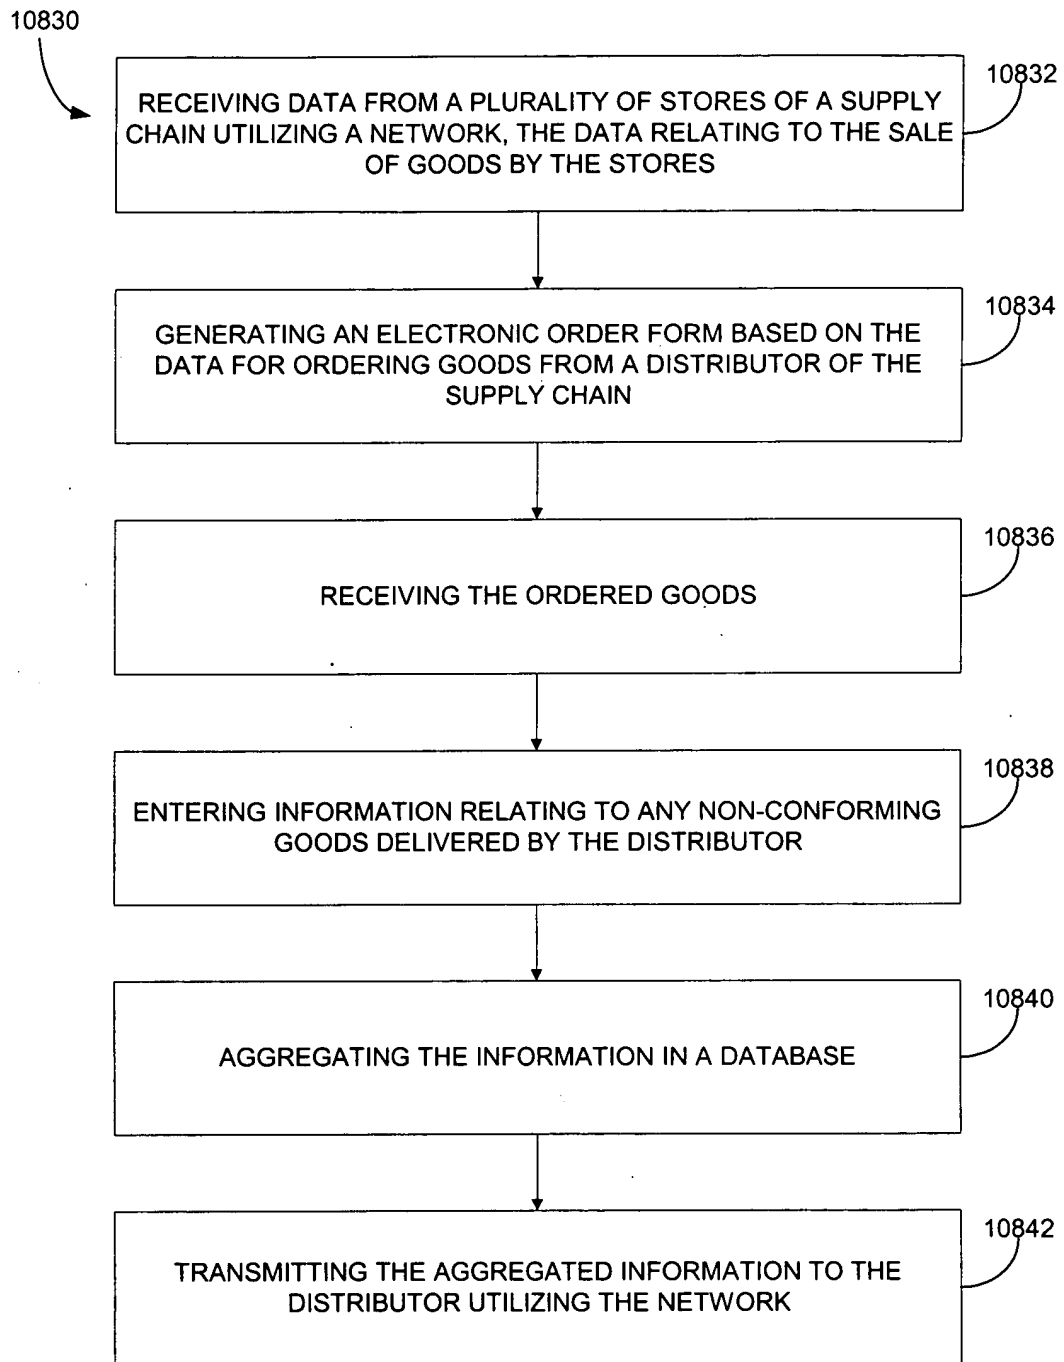 10830
10832
RECEIVING DATA FROM A PLURALITY OF STORES OF A SUPPLY
CHAIN UTILIZING A NETWORK, THE DATA RELATING TO THE SALE
OF GOODS BY THE STORES
10834
GENERATING AN ELECTRONIC ORDER FORM BASED ON THE
DATA FOR ORDERING GOODS FROM A DISTRIBUTOR OF THE
SUPPLY CHAIN
10836
RECEIVING THE ORDERED GOODS
10838
ENTERING INFORMATION RELATING TO ANY NON-CONFORMING
GOODS DELIVERED BY THE DISTRIBUTOR
10840
AGGREGATING THE INFORMATION IN A DATABASE
10842
TRANSMITTING THE AGGREGATED INFORMATION TO THE
DISTRIBUTOR UTILIZING THE NETWORK